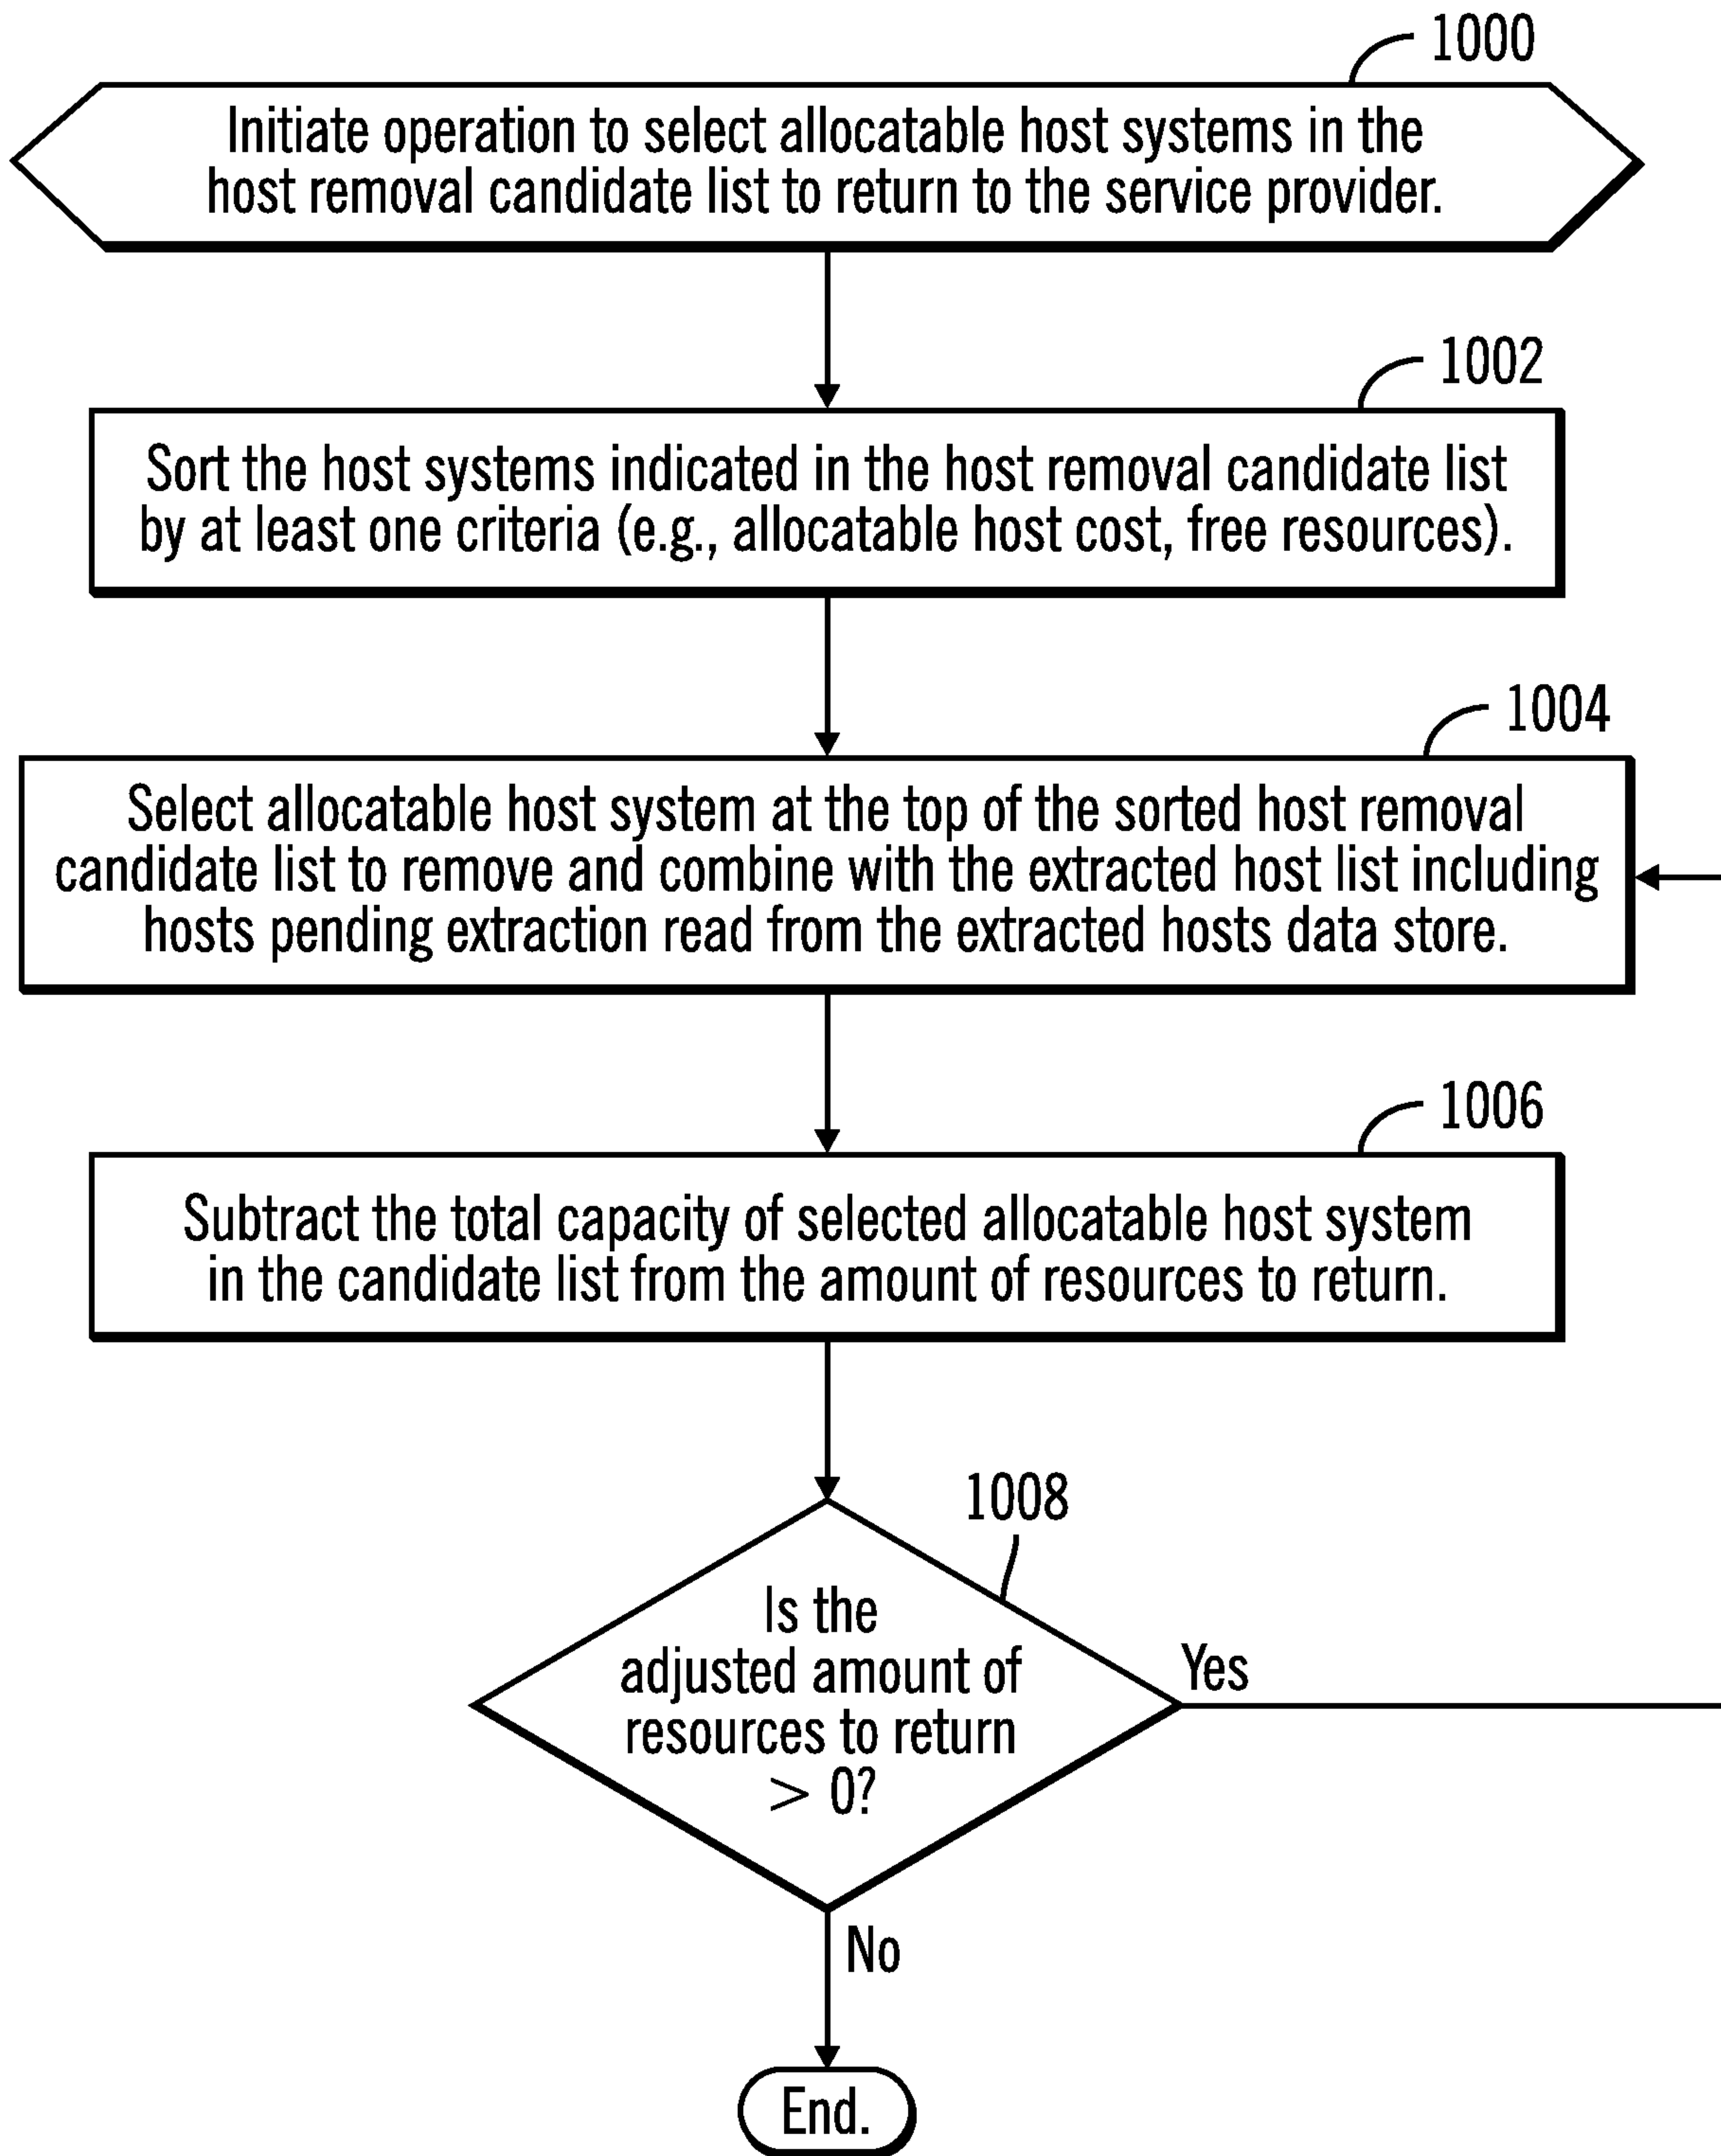 1000
Initiate operation to select allocatable host systems in the
host removal candidate list to return to the service provider.
1002
Sort the host systems indicated in the host removal candidate list
by at least one criteria (e.g., allocatable host cost, free resources).
1004
Select allocatable host system at the top of the sorted host removal
candidate list to remove and combine with the extracted host list including
hosts pending extraction read from the extracted hosts data store.
1006
Subtract the total capacity of selected allocatable host system
in the candidate list from the amount of resources to return.
1008
Is the
adjusted amount of
resources to return
> 0?
Yes
No
End.